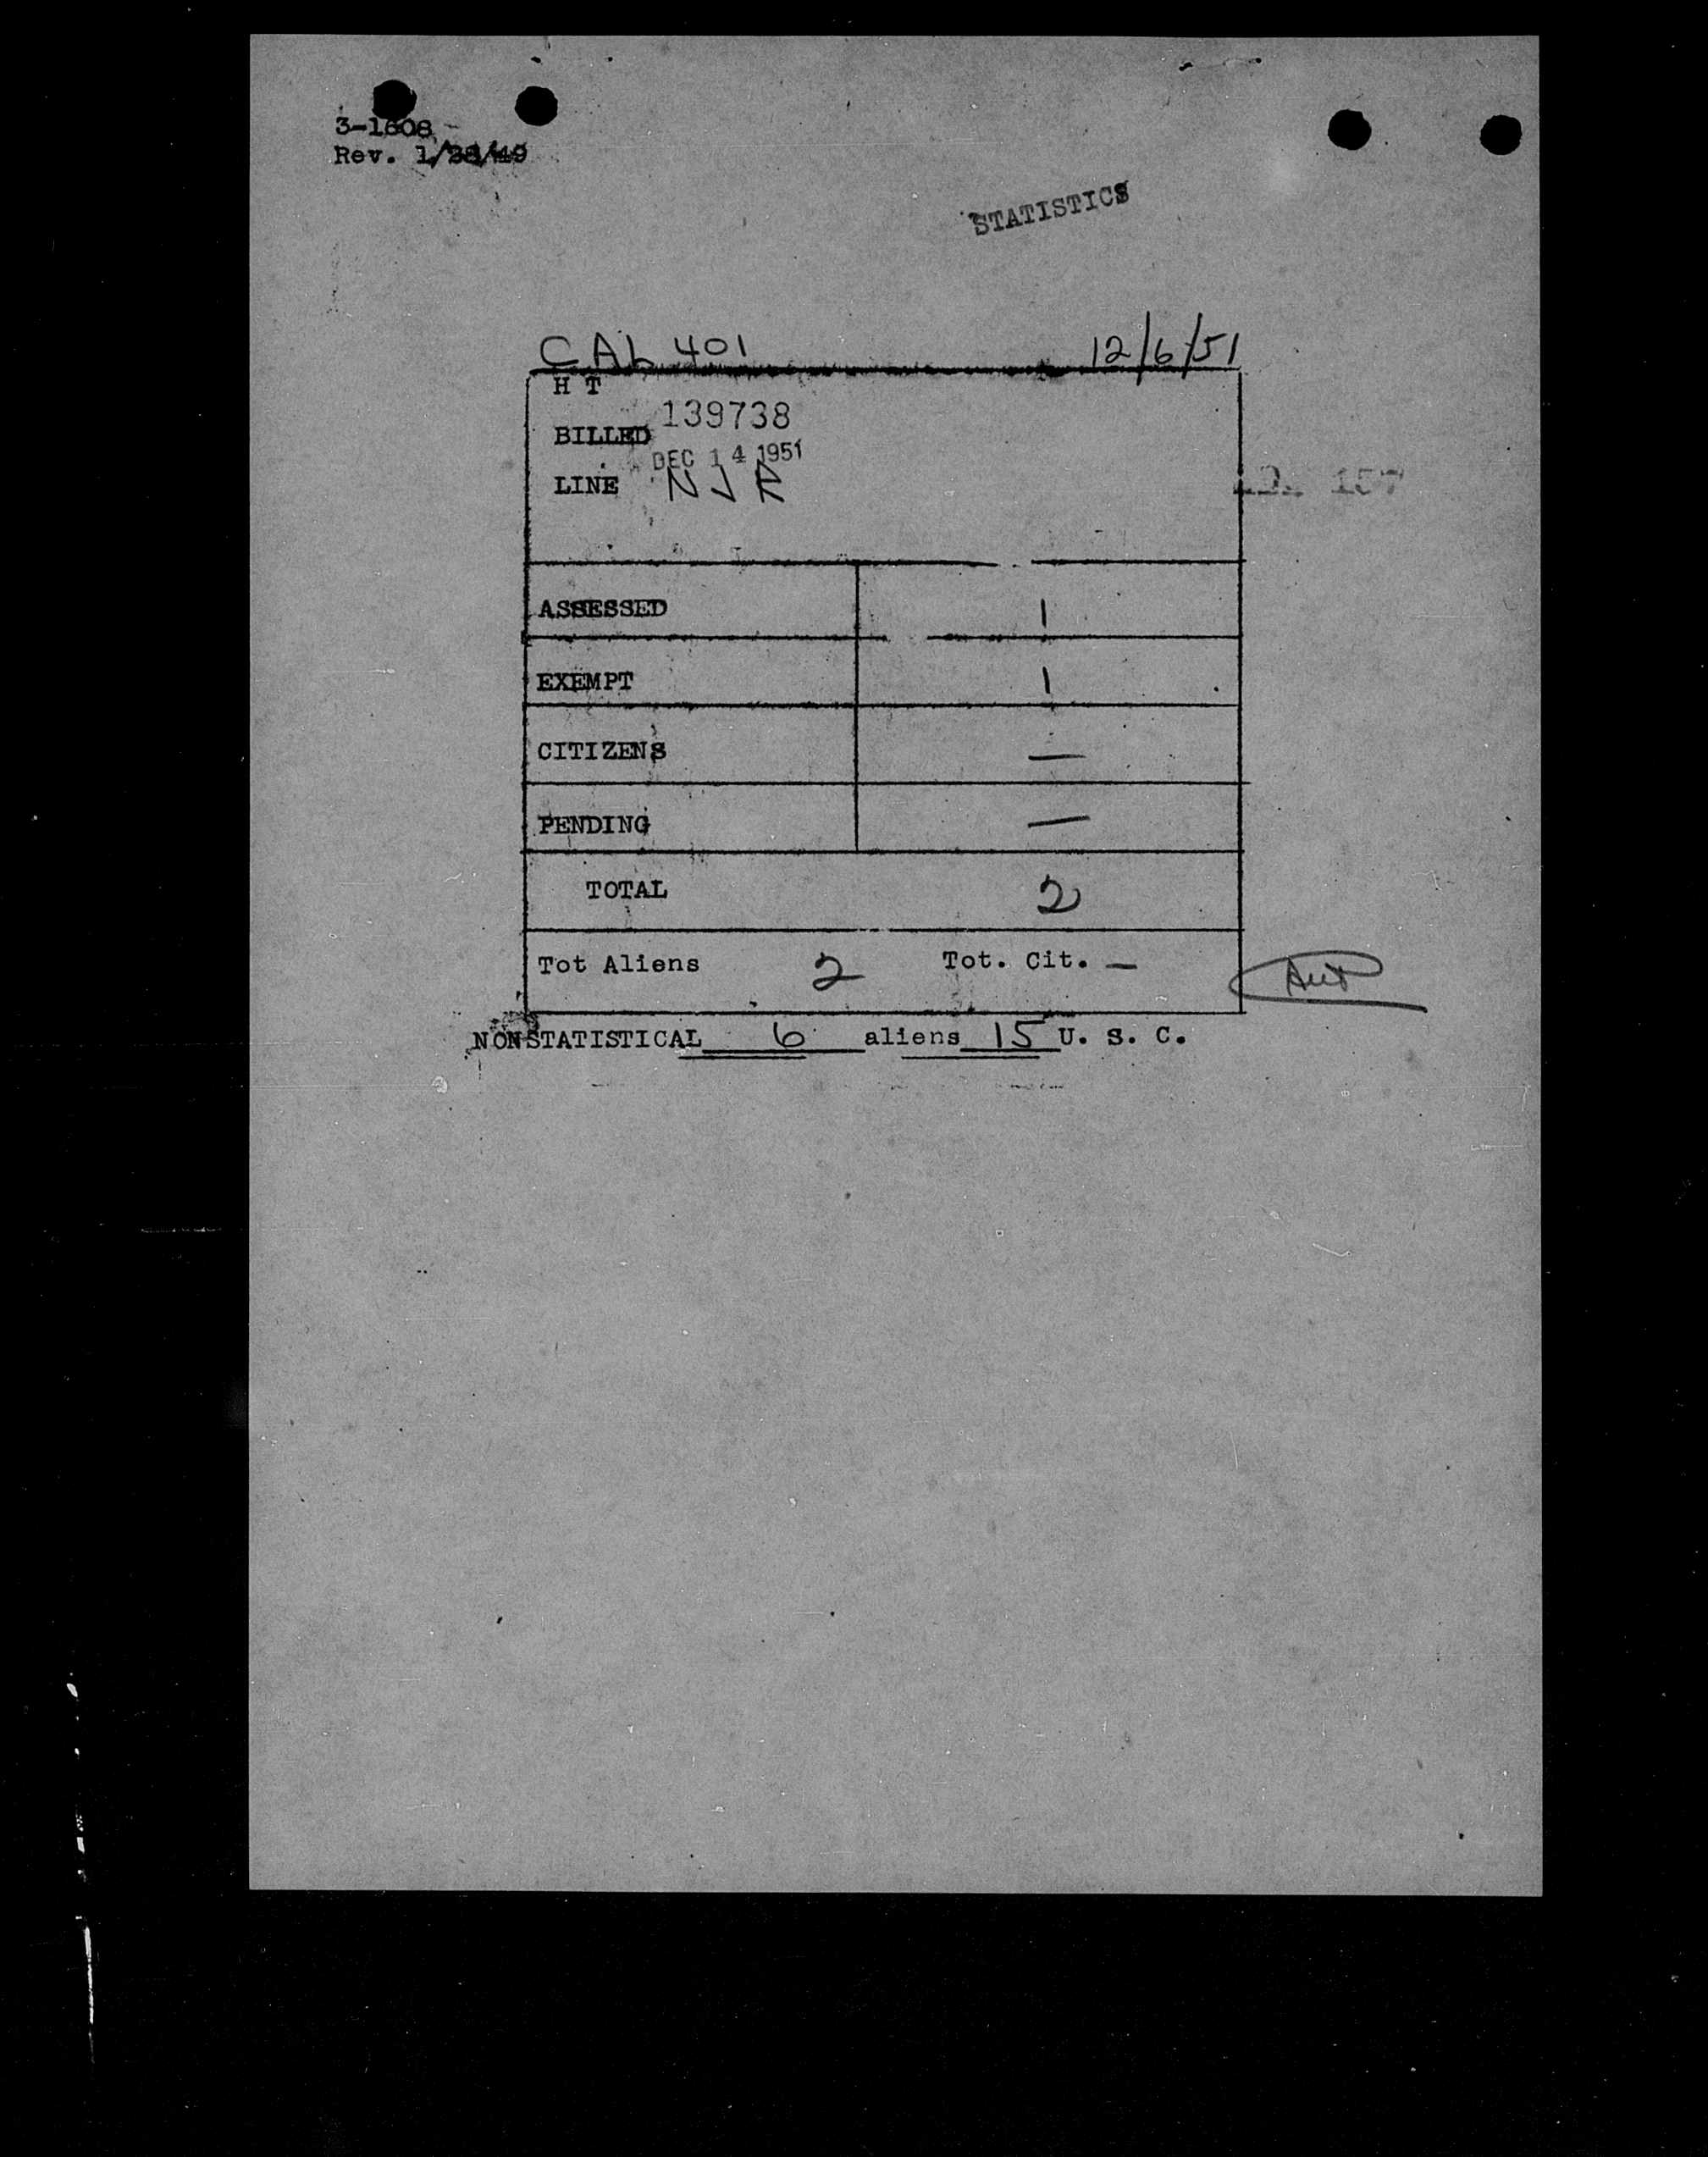 3-1608
Rev. 1/28/49
STATISTICS
CAL 401 12/6/51
H T
BILLED 139738
DEC 14 1951
LINE NJR
ASSESSED 1
EXEMPT 1
CITIZENS —
PENDING —
TOTAL 2
Tot Aliens 2 Tot. Cit. —
NONSTATISTICAL 6 aliens 15 U. S. C.